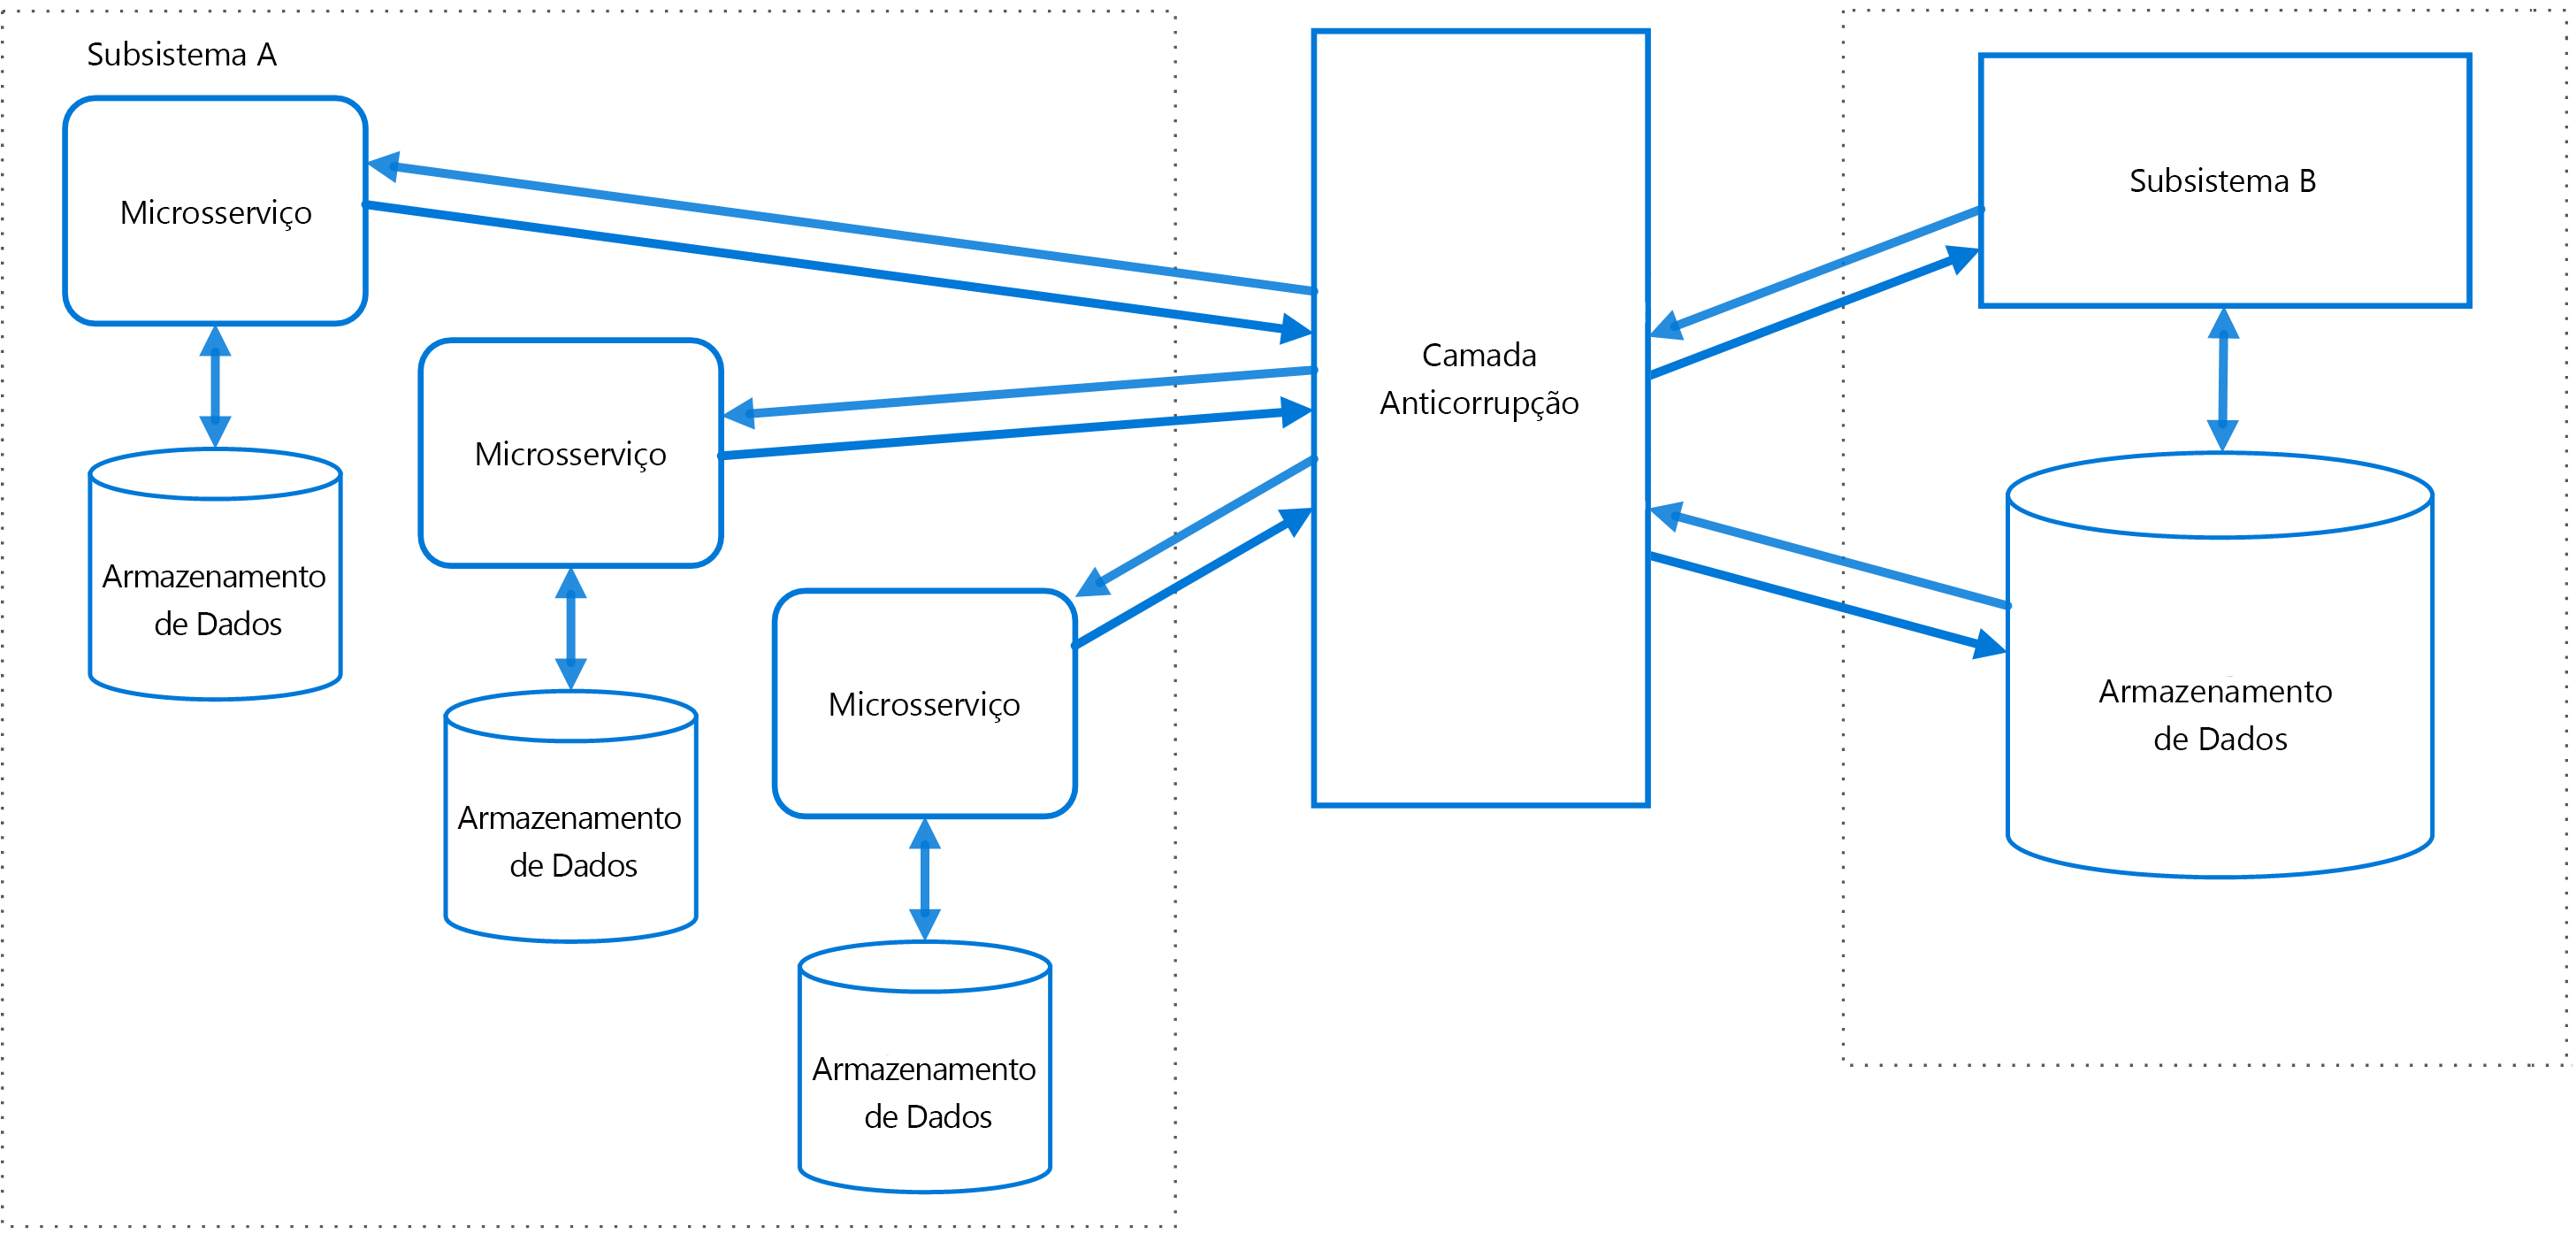 Subsistema A
Microsserviço
Armazenamento
de Dados
Microsserviço
Armazenamento
de Dados
Microsserviço
Armazenamento
de Dados
Camada
Anticorrupção
Subsistema B
Armazenamento
de Dados